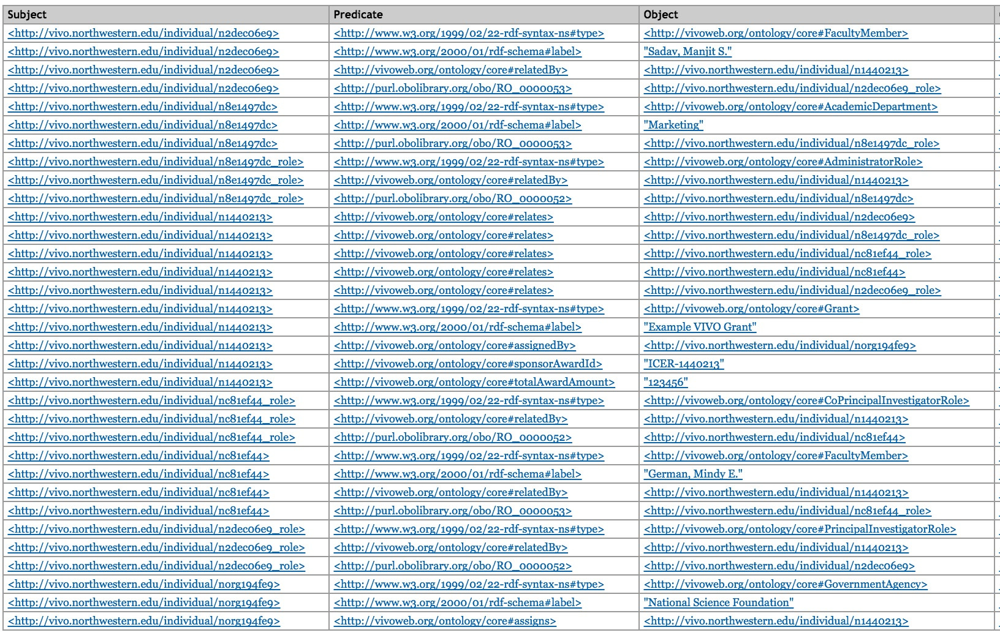 Subject Predicate Object
<http://vivo.northwestern.edu/individual/n2dec06e9> <http://www.w3.org/1999/02/22-rdf-syntax-ns#type> <http://vivoweb.org/ontology/core#FacultyMember>
<http://vivo.northwestern.edu/individual/n2dec06e9> <http://www.w3.org/2000/01/rdf-schema#label> "Sadav, Manjit S."
<http://vivo.northwestern.edu/individual/n2dec06e9> <http://vivoweb.org/ontology/core#relatedBy> <http://vivo.northwestern.edu/individual/n1440213>
<http://vivo.northwestern.edu/individual/n2dec06e9> <http://purl.obolibrary.org/obo/RO_0000053> <http://vivo.northwestern.edu/individual/n2dec06e9_role>
<http://vivo.northwestern.edu/individual/n8e1497dc> <http://www.w3.org/1999/02/22-rdf-syntax-ns#type> <http://vivoweb.org/ontology/core#AcademicDepartment>
<http://vivo.northwestern.edu/individual/n8e1497dc> <http://www.w3.org/2000/01/rdf-schema#label> "Marketing"
<http://vivo.northwestern.edu/individual/n8e1497dc> <http://purl.obolibrary.org/obo/RO_0000053> <http://vivo.northwestern.edu/individual/n8e1497dc_role>
<http://vivo.northwestern.edu/individual/n8e1497dc_role> <http://www.w3.org/1999/02/22-rdf-syntax-ns#type> <http://vivoweb.org/ontology/core#AdministratorRole>
<http://vivo.northwestern.edu/individual/n8e1497dc_role> <http://vivoweb.org/ontology/core#relatedBy> <http://vivo.northwestern.edu/individual/n1440213>
<http://vivo.northwestern.edu/individual/n8e1497dc_role> <http://purl.obolibrary.org/obo/RO_0000052> <http://vivo.northwestern.edu/individual/n8e1497dc>
<http://vivo.northwestern.edu/individual/n1440213> <http://vivoweb.org/ontology/core#relates> <http://vivo.northwestern.edu/individual/n2dec06e9>
<http://vivo.northwestern.edu/individual/n1440213> <http://vivoweb.org/ontology/core#relates> <http://vivo.northwestern.edu/individual/n8e1497dc_role>
<http://vivo.northwestern.edu/individual/n1440213> <http://vivoweb.org/ontology/core#relates> <http://vivo.northwestern.edu/individual/nc81ef44_role>
<http://vivo.northwestern.edu/individual/n1440213> <http://vivoweb.org/ontology/core#relates> <http://vivo.northwestern.edu/individual/nc81ef44>
<http://vivo.northwestern.edu/individual/n1440213> <http://vivoweb.org/ontology/core#relates> <http://vivo.northwestern.edu/individual/n2dec06e9_role>
<http://vivo.northwestern.edu/individual/n1440213> <http://www.w3.org/1999/02/22-rdf-syntax-ns#type> <http://vivoweb.org/ontology/core#Grant>
<http://vivo.northwestern.edu/individual/n1440213> <http://www.w3.org/2000/01/rdf-schema#label> "Example VIVO Grant"
<http://vivo.northwestern.edu/individual/n1440213> <http://vivoweb.org/ontology/core#assignedBy> <http://vivo.northwestern.edu/individual/norg194fe9>
<http://vivo.northwestern.edu/individual/n1440213> <http://vivoweb.org/ontology/core#sponsorAwardId> "ICER-1440213"
<http://vivo.northwestern.edu/individual/n1440213> <http://vivoweb.org/ontology/core#totalAwardAmount> "123456"
<http://vivo.northwestern.edu/individual/nc81ef44_role> <http://www.w3.org/1999/02/22-rdf-syntax-ns#type> <http://vivoweb.org/ontology/core#CoPrincipalInvestigatorRole>
<http://vivo.northwestern.edu/individual/nc81ef44_role> <http://vivoweb.org/ontology/core#relatedBy> <http://vivo.northwestern.edu/individual/n1440213>
<http://vivo.northwestern.edu/individual/nc81ef44_role> <http://purl.obolibrary.org/obo/RO_0000052> <http://vivo.northwestern.edu/individual/nc81ef44>
<http://vivo.northwestern.edu/individual/nc81ef44> <http://www.w3.org/1999/02/22-rdf-syntax-ns#type> <http://vivoweb.org/ontology/core#FacultyMember>
<http://vivo.northwestern.edu/individual/nc81ef44> <http://www.w3.org/2000/01/rdf-schema#label> "German, Mindy E."
<http://vivo.northwestern.edu/individual/nc81ef44> <http://vivoweb.org/ontology/core#relatedBy> <http://vivo.northwestern.edu/individual/n1440213>
<http://vivo.northwestern.edu/individual/nc81ef44> <http://purl.obolibrary.org/obo/RO_0000053> <http://vivo.northwestern.edu/individual/nc81ef44_role>
<http://vivo.northwestern.edu/individual/n2dec06e9_role> <http://www.w3.org/1999/02/22-rdf-syntax-ns#type> <http://vivoweb.org/ontology/core#PrincipalInvestigatorRole>
<http://vivo.northwestern.edu/individual/n2dec06e9_role> <http://vivoweb.org/ontology/core#relatedBy> <http://vivo.northwestern.edu/individual/n1440213>
<http://vivo.northwestern.edu/individual/n2dec06e9_role> <http://purl.obolibrary.org/obo/RO_0000052> <http://vivo.northwestern.edu/individual/n2dec06e9>
<http://vivo.northwestern.edu/individual/norg194fe9> <http://www.w3.org/1999/02/22-rdf-syntax-ns#type> <http://vivoweb.org/ontology/core#GovernmentAgency>
<http://vivo.northwestern.edu/individual/norg194fe9> <http://www.w3.org/2000/01/rdf-schema#label> "National Science Foundation"
<http://vivo.northwestern.edu/individual/norg194fe9> <http://vivoweb.org/ontology/core#assigns> <http://vivo.northwestern.edu/individual/n1440213>